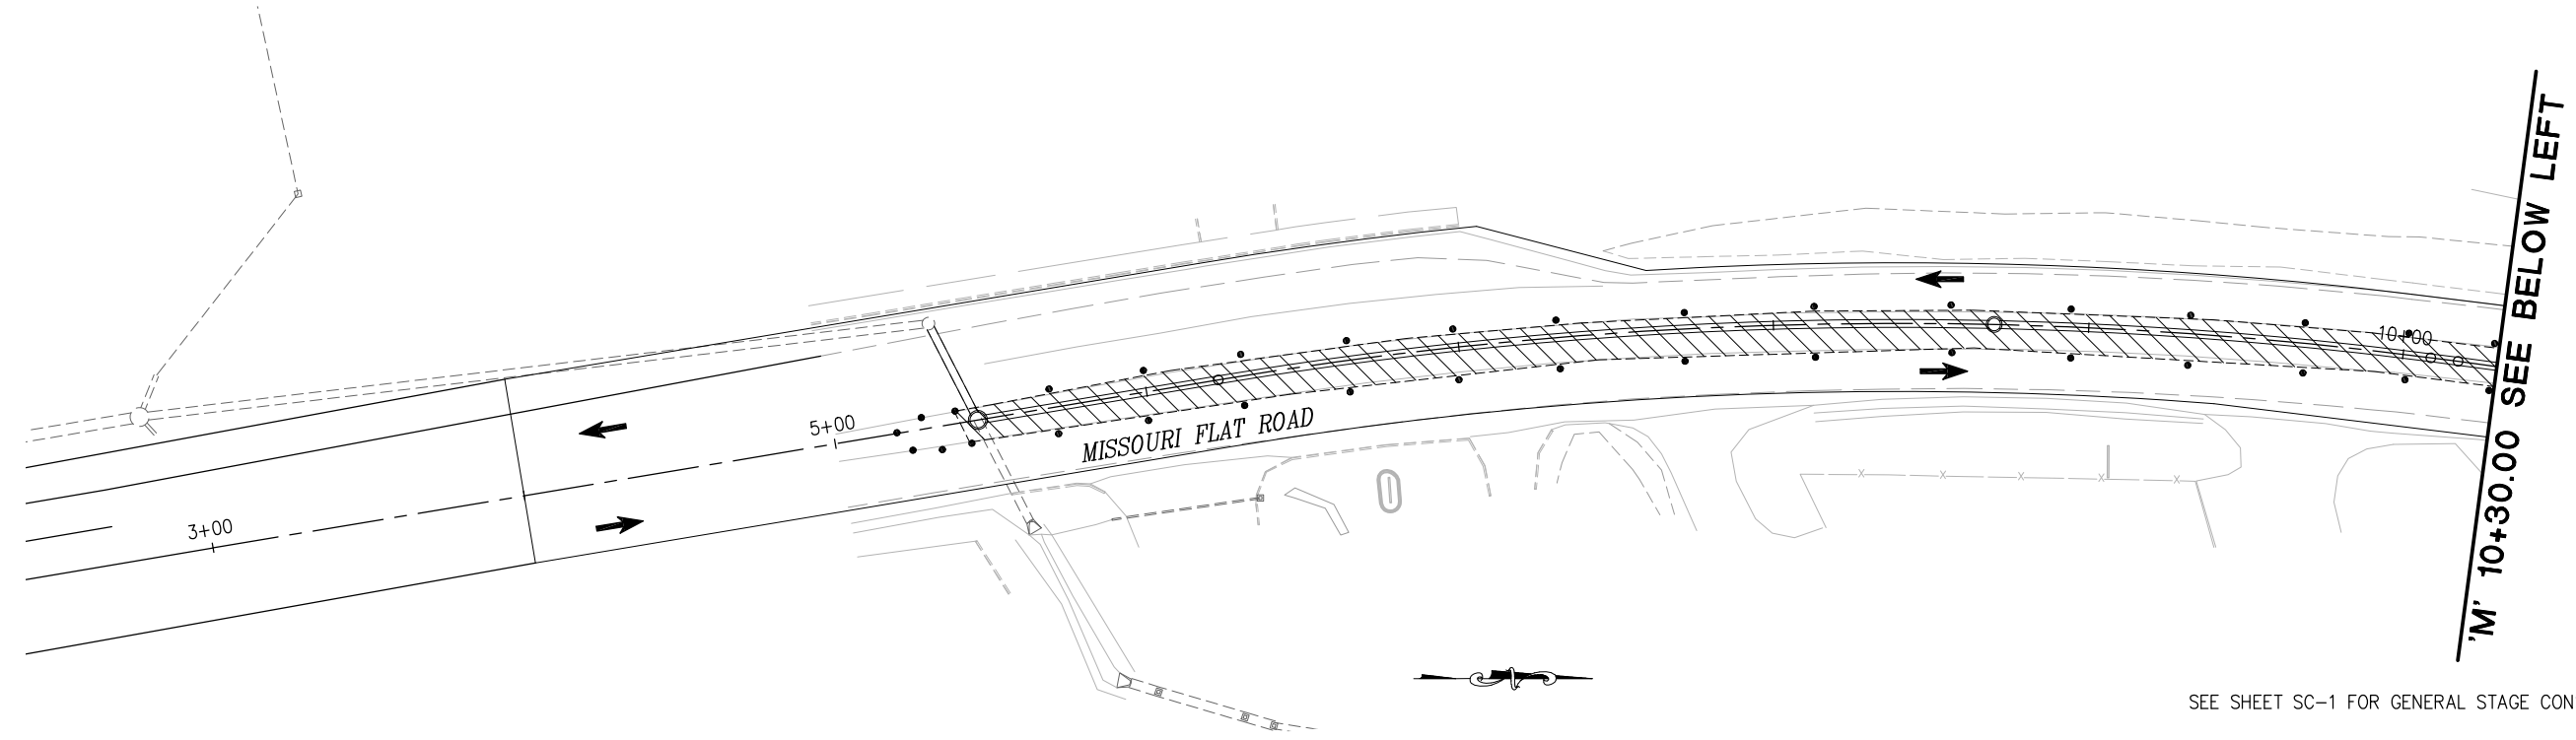 3+00
5+00
MISSOURI FLAT ROAD
10+00
'M' 10+30.00 SEE BELOW LEFT
SEE SHEET SC-1 FOR GENERAL STAGE CON